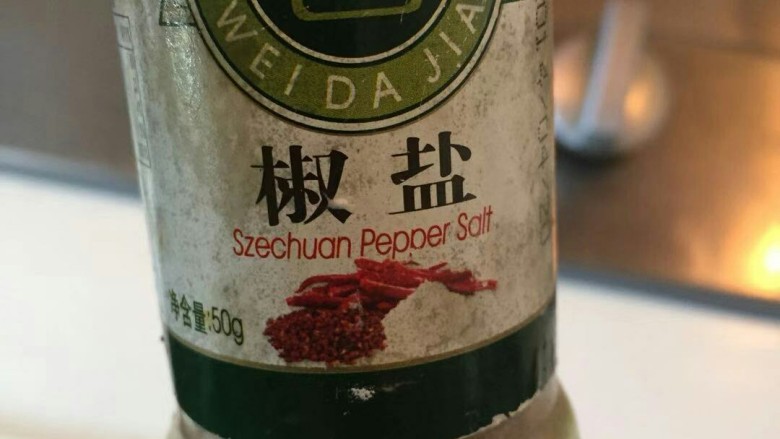 WEI DA JIA
椒盐
Szechuan Pepper Salt
净含量:50g